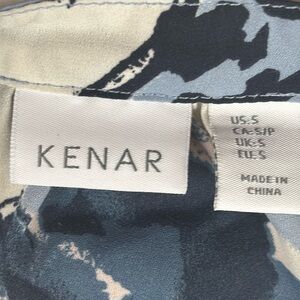 KENAR
US:S
CA:S/P
UK:S
EU:S
MADE IN
CHINA